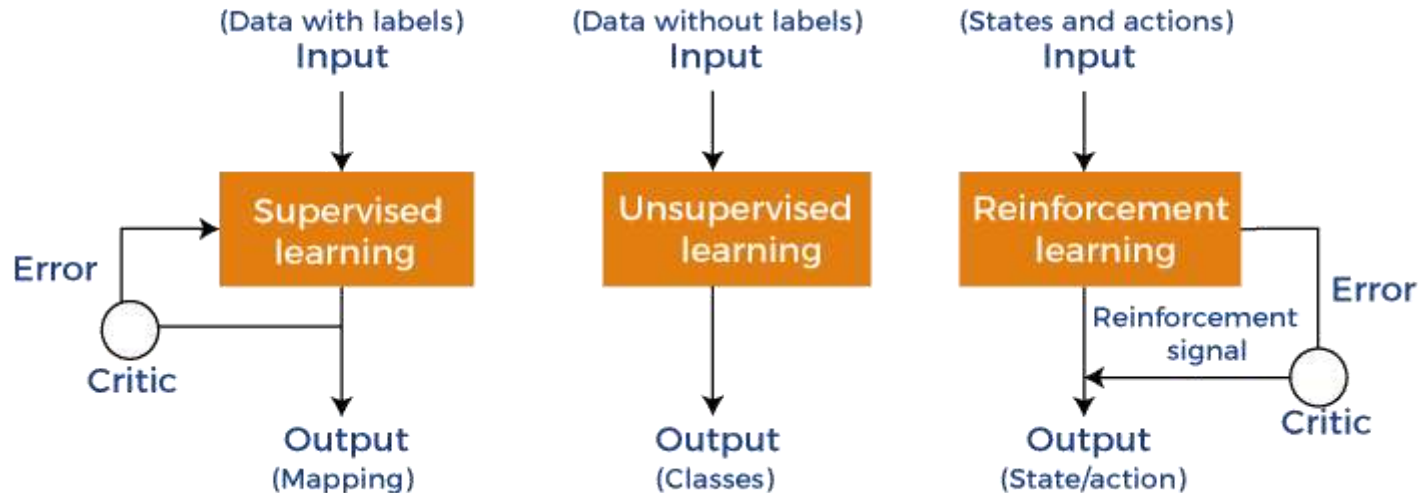 (Data with labels)
Input
Supervised
learning
Error
Critic
Output
(Mapping)
(Data without labels)
Input
Unsupervised
learning
Output
(Classes)
(States and actions)
Input
Reinforcement
learning
Error
Reinforcement
signal
Critic
Output
(State/action)